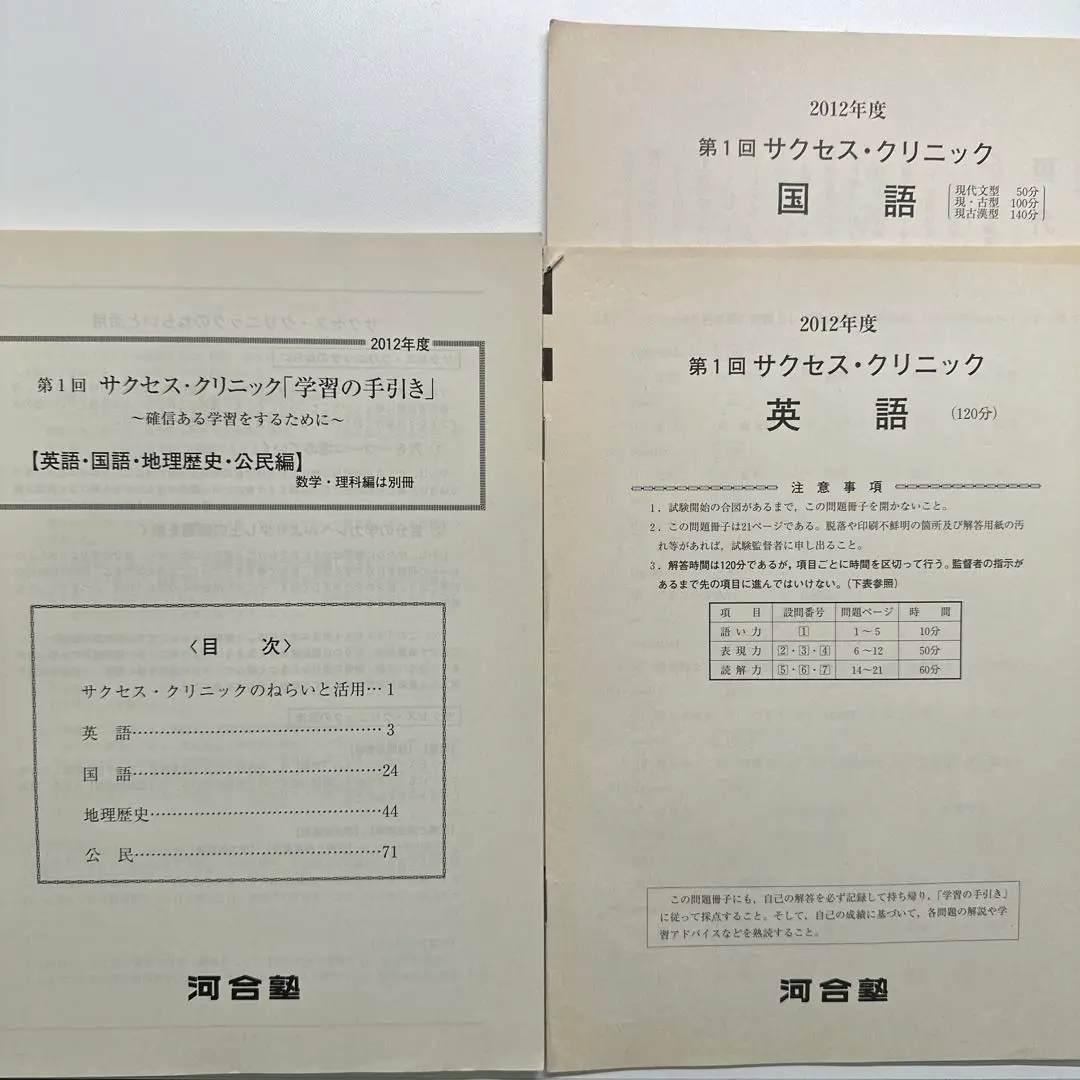 2012年度
第1回 サクセス・クリニック「学習の手引き」
～確信ある学習をするために～
【英語・国語・地理歴史・公民編】
数学・理科編は別冊
〈目 次〉
サクセス・クリニックのねらいと活用…1
英 語……………………………3
国 語……………………………24
地理歴史……………………………44
公 民……………………………71
河合塾
2012年度
第1回 サクセス・クリニック
国 語
現代文型 50分
現・古型 100分
現古漢型 140分
2012年度
第1回 サクセス・クリニック
英 語 (120分)
注 意 事 項
1．試験開始の合図があるまで，この問題冊子を開かないこと。
2．この問題冊子は21ページである。脱落や印刷不鮮明の箇所及び解答用紙の汚
れ等があれば，試験監督者に申し出ること。
3．解答時間は120分であるが，項目ごとに時間を区切って行う。監督者の指示が
あるまで先の項目に進んではいけない。（下表参照）
項 目 設問番号 問題ページ 時 間
語い力 1 1～5 10分
表現力 2・3・4 6～12 50分
読解力 5・6・7 14～21 60分
この問題冊子にも，自己の解答を必ず記録して持ち帰り，「学習の手引き」
に従って採点すること。そして，自己の成績に基づいて，各問題の解説や学
習アドバイスなどを熟読すること。
河合塾